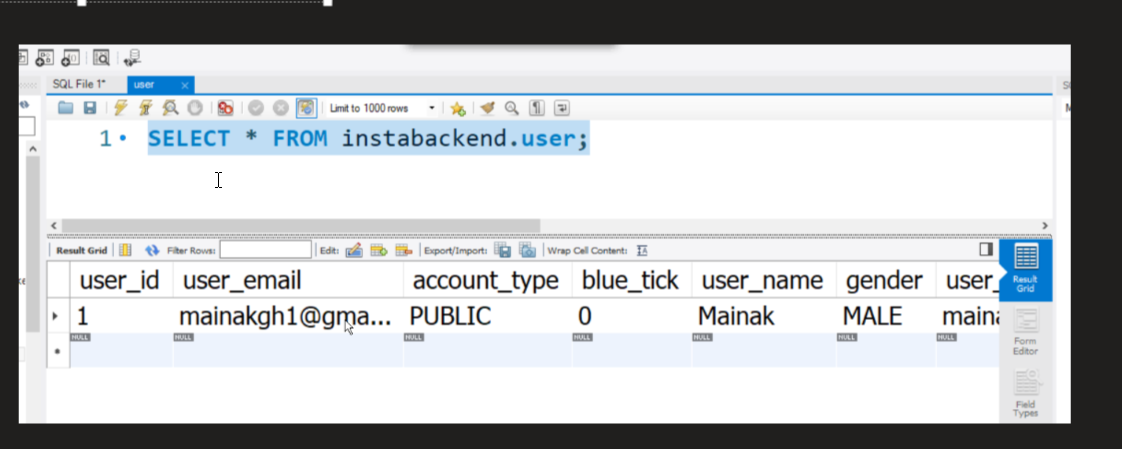 SQL File 1*
user
Limit to 1000 rows
1 SELECT * FROM instabackend.user;
Result Grid
Filter Rows:
Edit:
Export/Import:
Wrap Cell Content:
user_id user_email account_type blue_tick user_name gender user_
1 mainakgh1@gma... PUBLIC 0 Mainak MALE maina
NULL NULL NULL NULL NULL NULL NULL
Result
Grid
Form
Editor
Field
Types